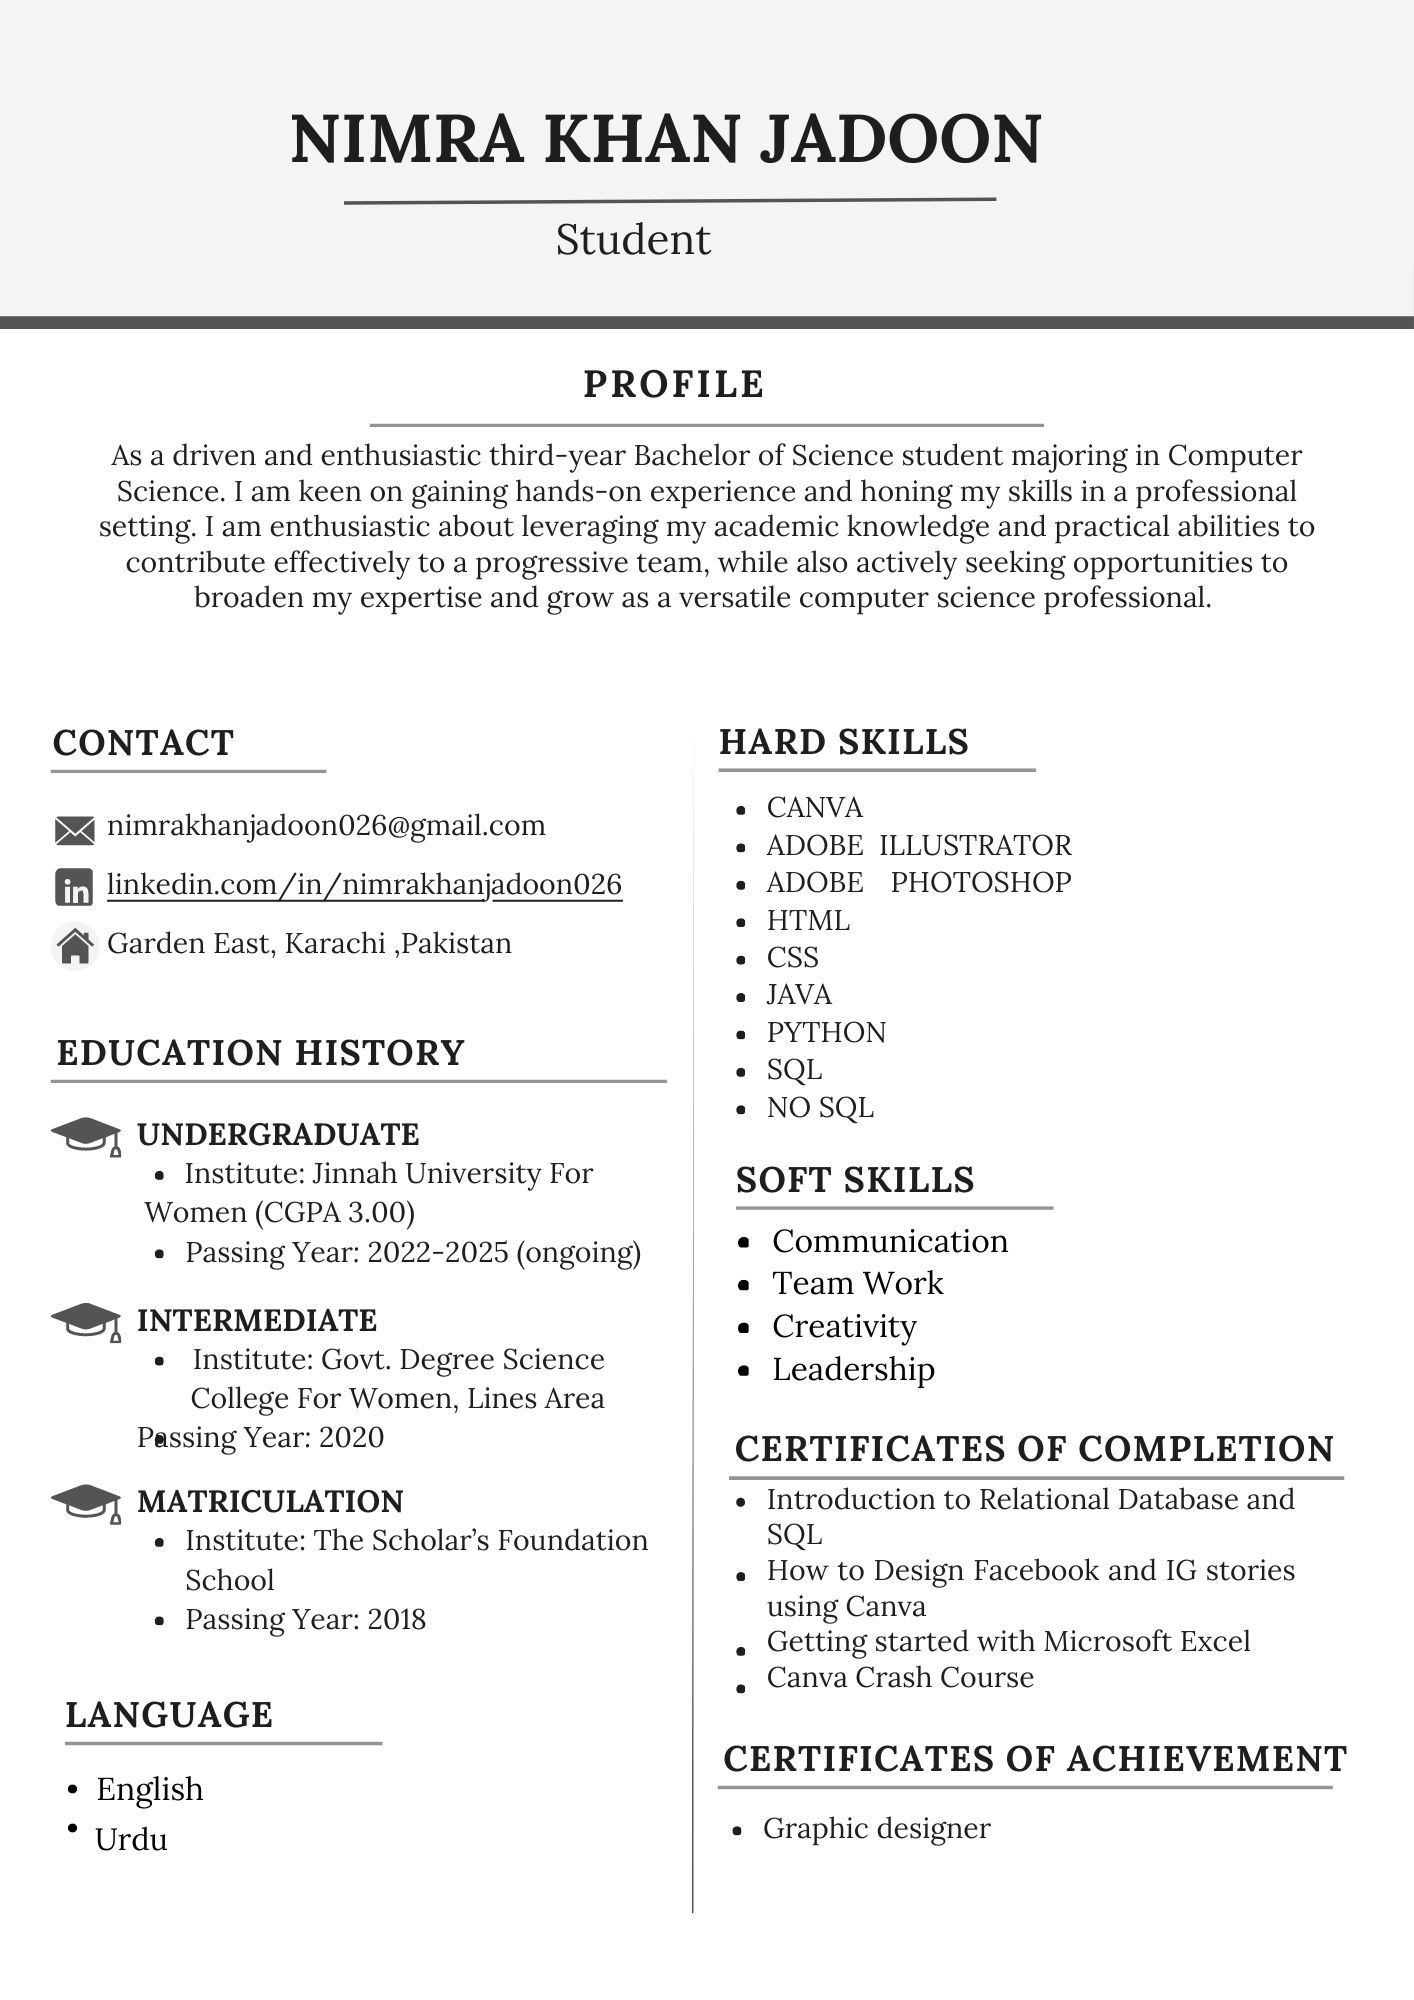 NIMRA KHAN JADOON
Student
PROFILE
As a driven and enthusiastic third-year Bachelor of Science student majoring in Computer
Science. I am keen on gaining hands-on experience and honing my skills in a professional
setting. I am enthusiastic about leveraging my academic knowledge and practical abilities to
contribute effectively to a progressive team, while also actively seeking opportunities to
broaden my expertise and grow as a versatile computer science professional.
CONTACT
nimrakhanjadoon026@gmail.com
linkedin.com/in/nimrakhanjadoon026
Garden East, Karachi ,Pakistan
EDUCATION HISTORY
UNDERGRADUATE
• Institute: Jinnah University For
Women (CGPA 3.00)
• Passing Year: 2022-2025 (ongoing)
INTERMEDIATE
• Institute: Govt. Degree Science
College For Women, Lines Area
• Passing Year: 2020
MATRICULATION
• Institute: The Scholar’s Foundation
School
• Passing Year: 2018
LANGUAGE
• English
• Urdu
HARD SKILLS
• CANVA
• ADOBE ILLUSTRATOR
• ADOBE PHOTOSHOP
• HTML
• CSS
• JAVA
• PYTHON
• SQL
• NO SQL
SOFT SKILLS
• Communication
• Team Work
• Creativity
• Leadership
CERTIFICATES OF COMPLETION
• Introduction to Relational Database and
SQL
• How to Design Facebook and IG stories
using Canva
• Getting started with Microsoft Excel
• Canva Crash Course
CERTIFICATES OF ACHIEVEMENT
• Graphic designer